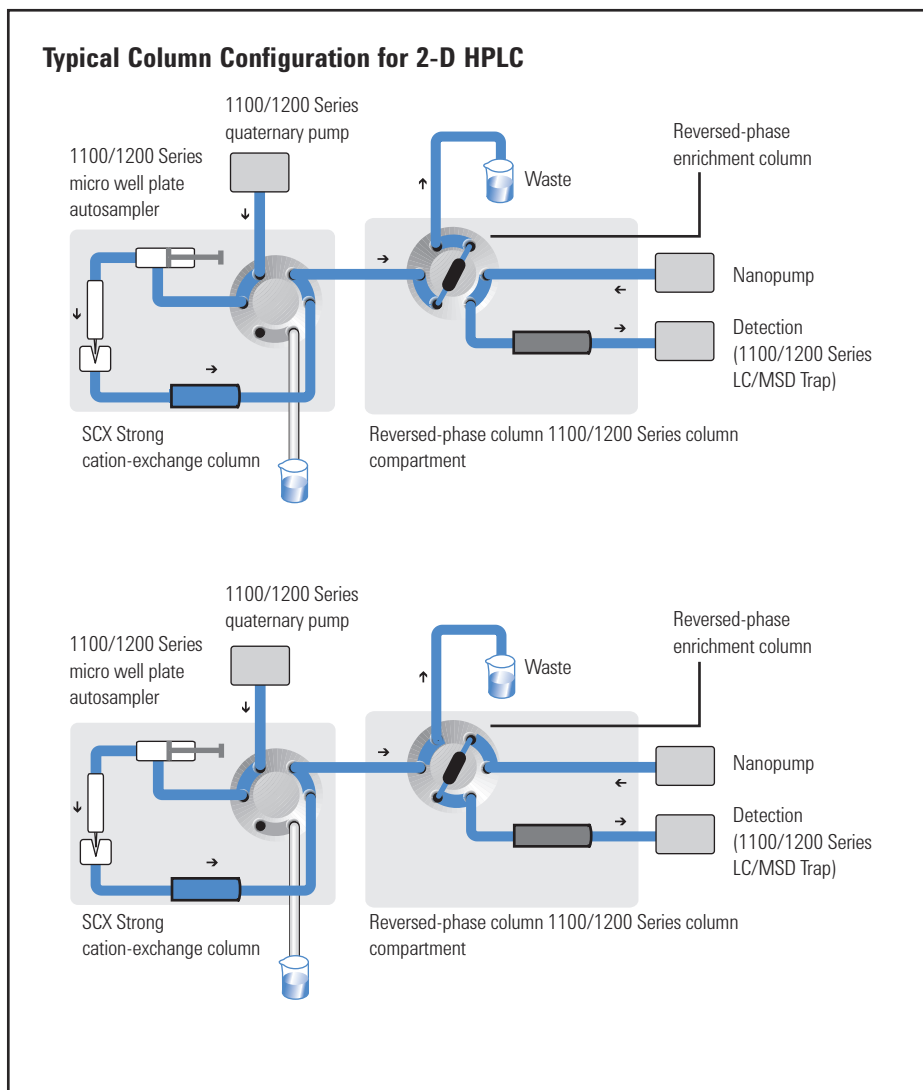 Typical Column Configuration for 2-D HPLC
1100/1200 Series
quaternary pump
1100/1200 Series
micro well plate
autosampler
Reversed-phase
enrichment column
Waste
Nanopump
Detection
(1100/1200 Series
LC/MSD Trap)
SCX Strong
cation-exchange column
Reversed-phase column 1100/1200 Series column
compartment
1100/1200 Series
quaternary pump
1100/1200 Series
micro well plate
autosampler
Reversed-phase
enrichment column
Waste
Nanopump
Detection
(1100/1200 Series
LC/MSD Trap)
SCX Strong
cation-exchange column
Reversed-phase column 1100/1200 Series column
compartment